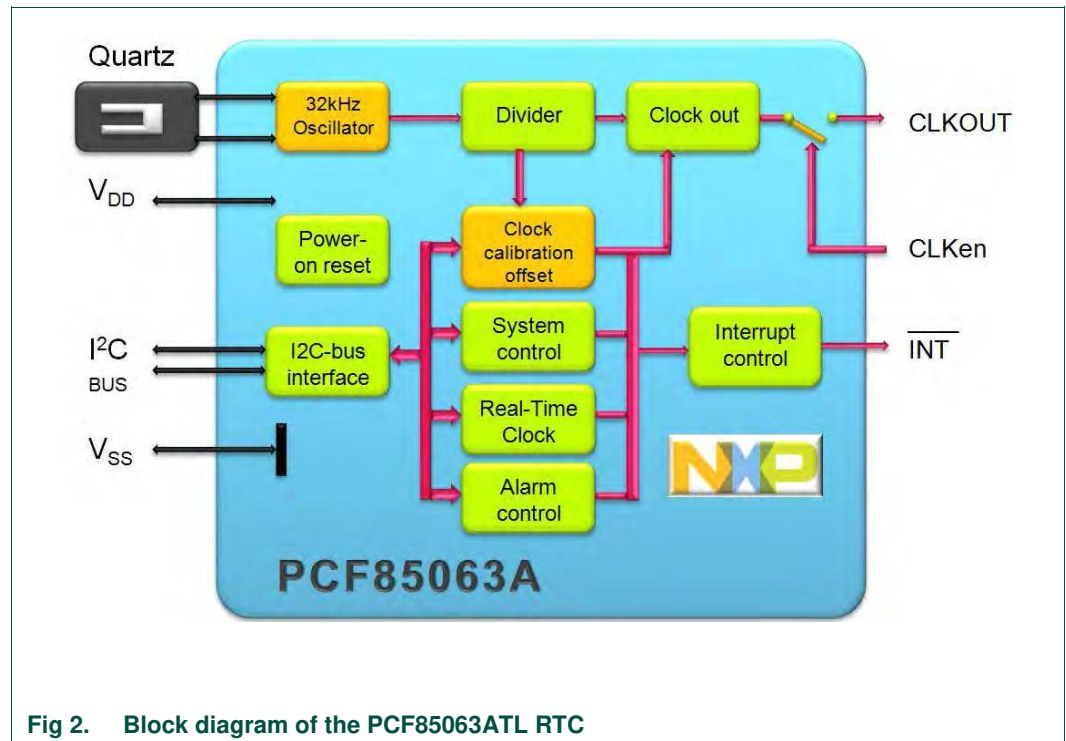 Quartz
32kHz
Oscillator
Divider
Clock out
CLKOUT
V_DD
Power-
on reset
Clock
calibration
offset
CLKen
I²C
BUS
I2C-bus
interface
System
control
Interrupt
control
INT
Real-Time
Clock
V_SS
NXP
Alarm
control
PCF85063A
Fig 2. Block diagram of the PCF85063ATL RTC